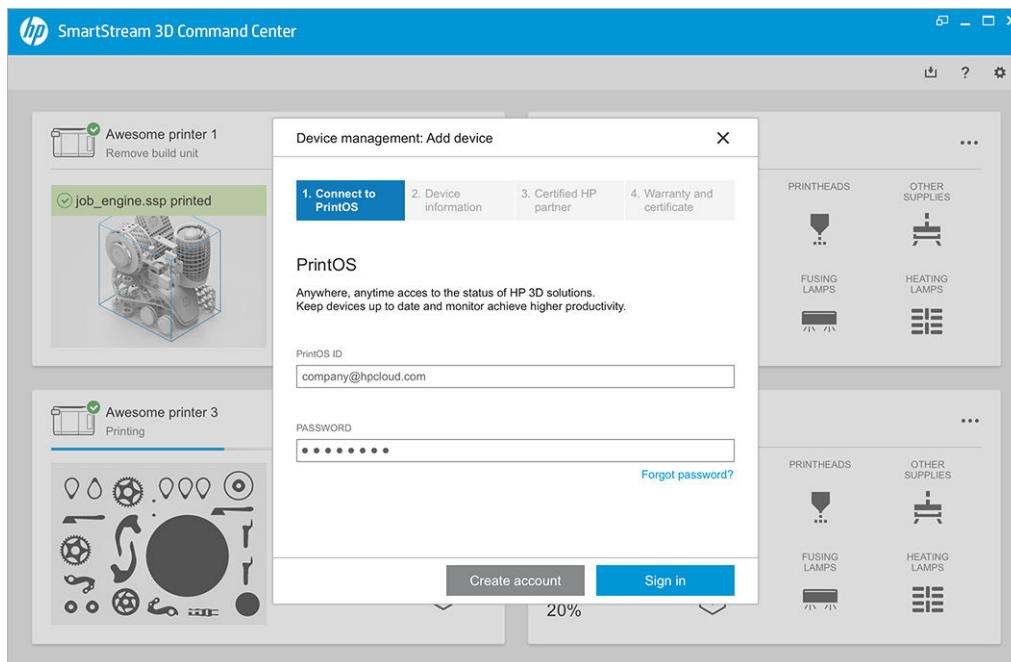 hp SmartStream 3D Command Center
?
Awesome printer 1
Remove build unit
job_engine.ssp printed
PRINTHEADS
OTHER
SUPPLIES
FUSING
LAMPS
HEATING
LAMPS
Device management: Add device
1. Connect to
PrintOS
2. Device
information
3. Certified HP
partner
4. Warranty and
certificate
PrintOS
Anywhere, anytime acces to the status of HP 3D solutions.
Keep devices up to date and monitor achieve higher productivity.
PrintOS ID
company@hpcloud.com
PASSWORD
Forgot password?
Create account
Sign in
Awesome printer 3
Printing
PRINTHEADS
OTHER
SUPPLIES
FUSING
LAMPS
HEATING
LAMPS
20%